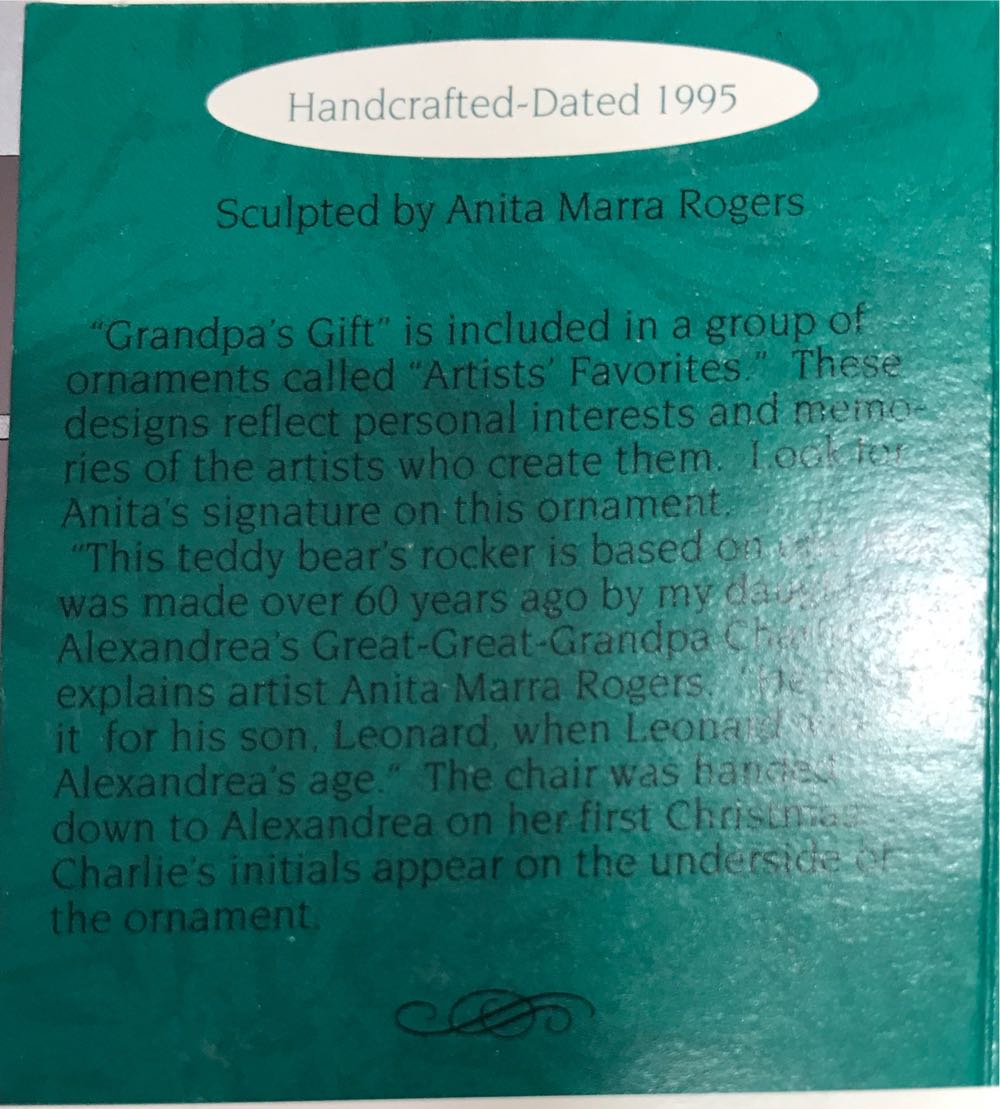 Handcrafted-Dated 1995
Sculpted by Anita Marra Rogers
"Grandpa's Gift" is included in a group of
ornaments called "Artists' Favorites." These
designs reflect personal interests and memo-
ries of the artists who create them. Look for
Anita's signature on this ornament.
"This teddy bear's rocker is based on
was made over 60 years ago by my
Alexandrea's Great-Great-Grandpa
explains artist Anita Marra Rogers. "He
it for his son, Leonard, when Leonard
Alexandrea's age." The chair was handed
down to Alexandrea on her first Christmas.
Charlie's initials appear on the underside of
the ornament.